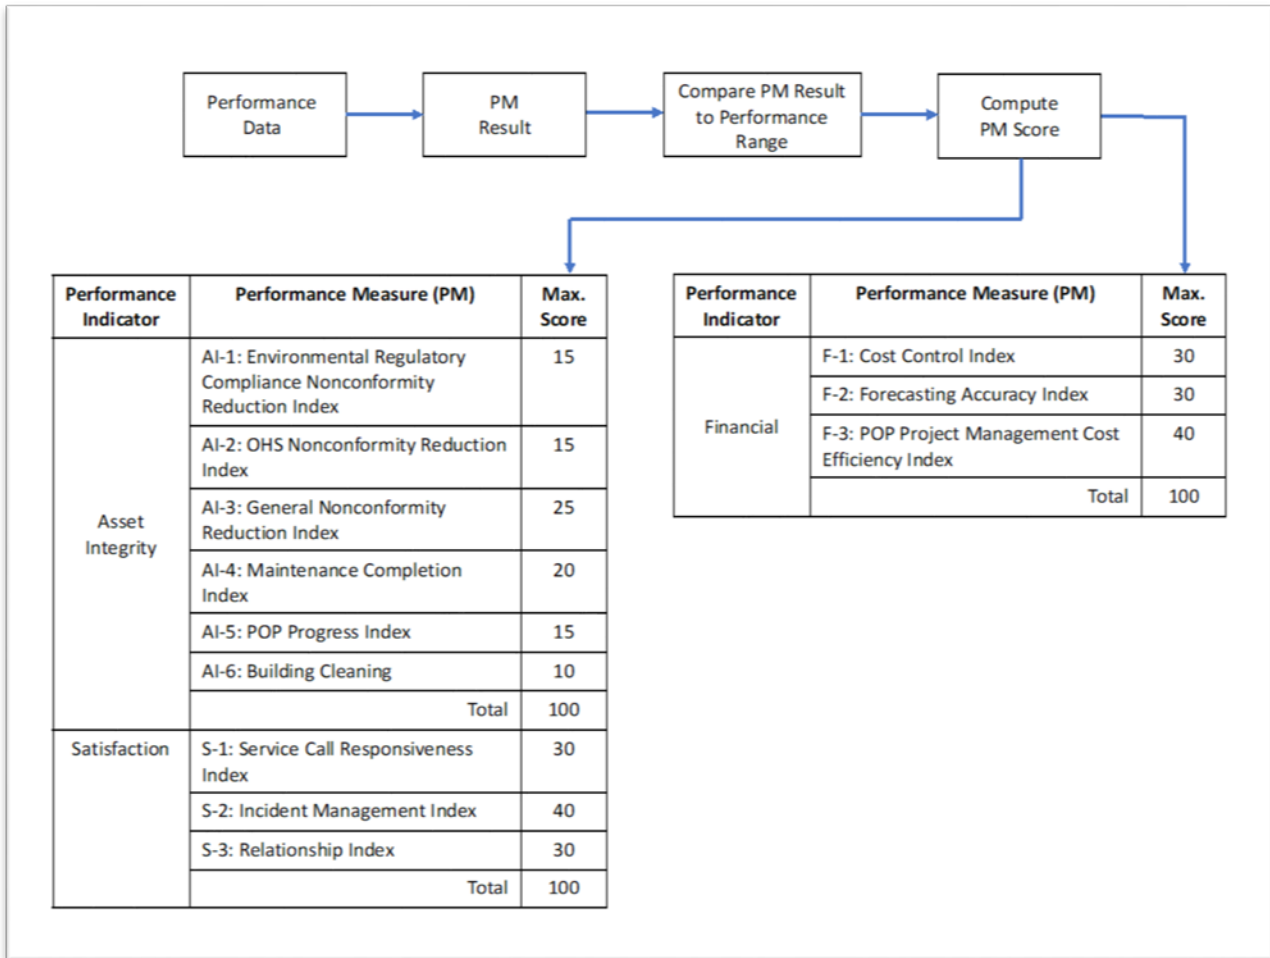 Performance
Data
PM
Result
Compare PM Result
to Performance
Range
Compute
PM Score
Performance
Indicator
Performance Measure (PM)
Max.
Score
Asset
Integrity
AI-1: Environmental Regulatory
Compliance Nonconformity
Reduction Index
15
AI-2: OHS Nonconformity Reduction
Index
15
AI-3: General Nonconformity
Reduction Index
25
AI-4: Maintenance Completion
Index
20
AI-5: POP Progress Index
15
AI-6: Building Cleaning
10
Total
100
Satisfaction
S-1: Service Call Responsiveness
Index
30
S-2: Incident Management Index
40
S-3: Relationship Index
30
Total
100
Performance
Indicator
Performance Measure (PM)
Max.
Score
Financial
F-1: Cost Control Index
30
F-2: Forecasting Accuracy Index
30
F-3: POP Project Management Cost
Efficiency Index
40
Total
100